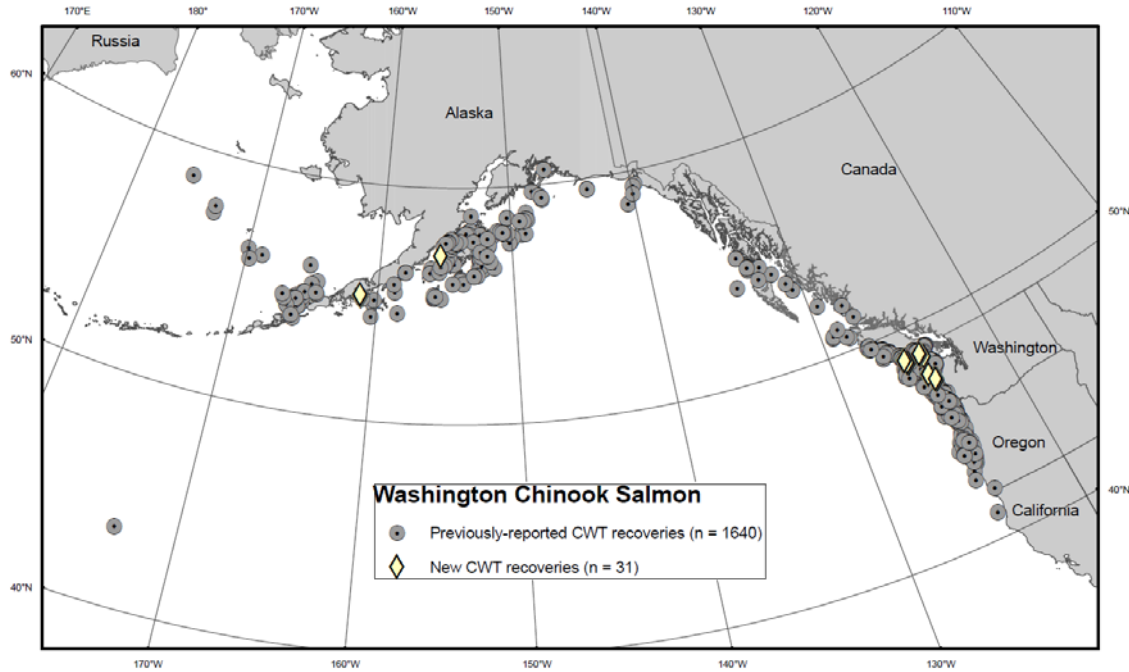 170°E 180° 160°W 150°W 140°W 130°W 120°W 110°W
Russia
60°N
Alaska
Canada
50°N
50°N
Washington
Oregon
Washington Chinook Salmon
Previously-reported CWT recoveries (n = 1640)
New CWT recoveries (n = 31)
40°N
California
40°N
170°W 160°W 150°W 140°W 130°W